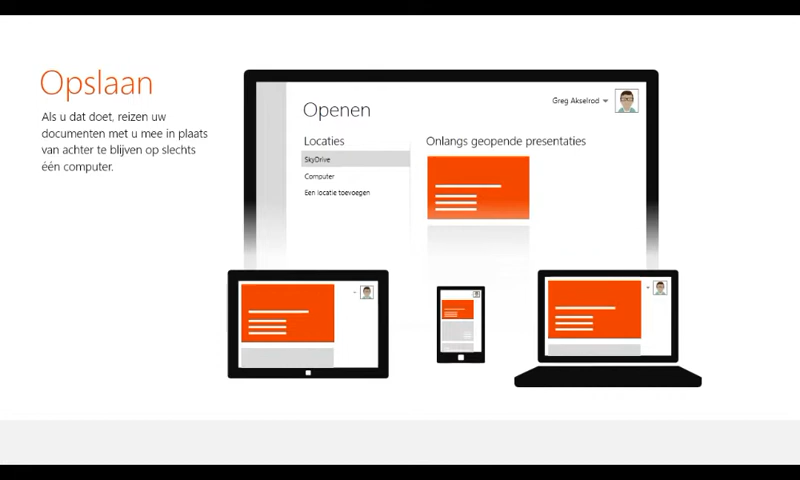 Opslaan
Als u dat doet, reizen uw
documenten met u mee in plaats
van achter te blijven op slechts
één computer.
Greg Akselrod
Openen
Locaties
SkyDrive
Computer
Een locatie toevoegen
Onlangs geopende presentaties